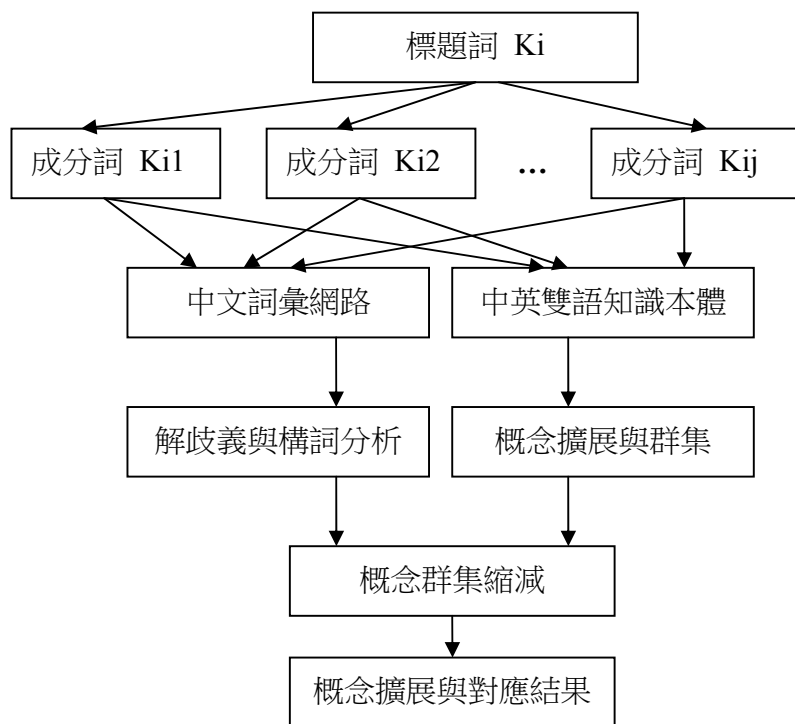 標題詞 Ki
成分詞 Ki1
成分詞 Ki2
...
成分詞 Kij
中文詞彙網路
中英雙語知識本體
解歧義與構詞分析
概念擴展與群集
概念群集縮減
概念擴展與對應結果